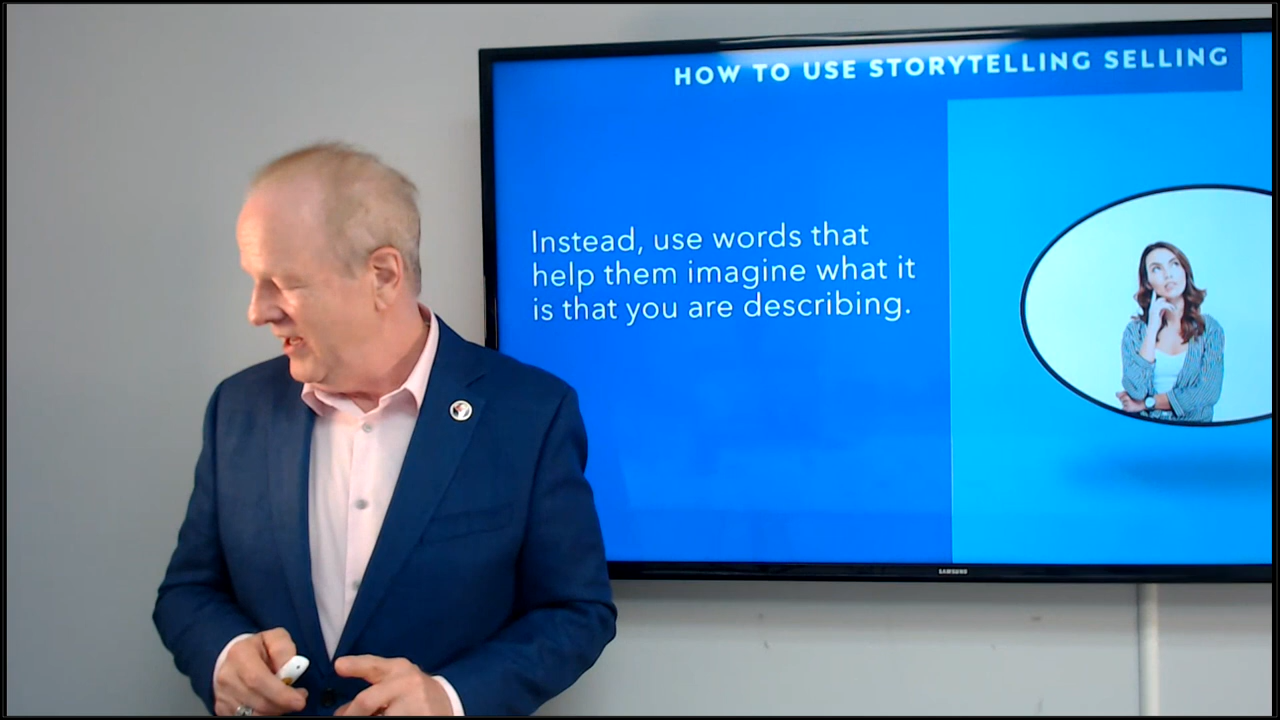 HOW TO USE STORYTELLING SELLING
Instead, use words that
help them imagine what it
is that you are describing.
SAMSUNG